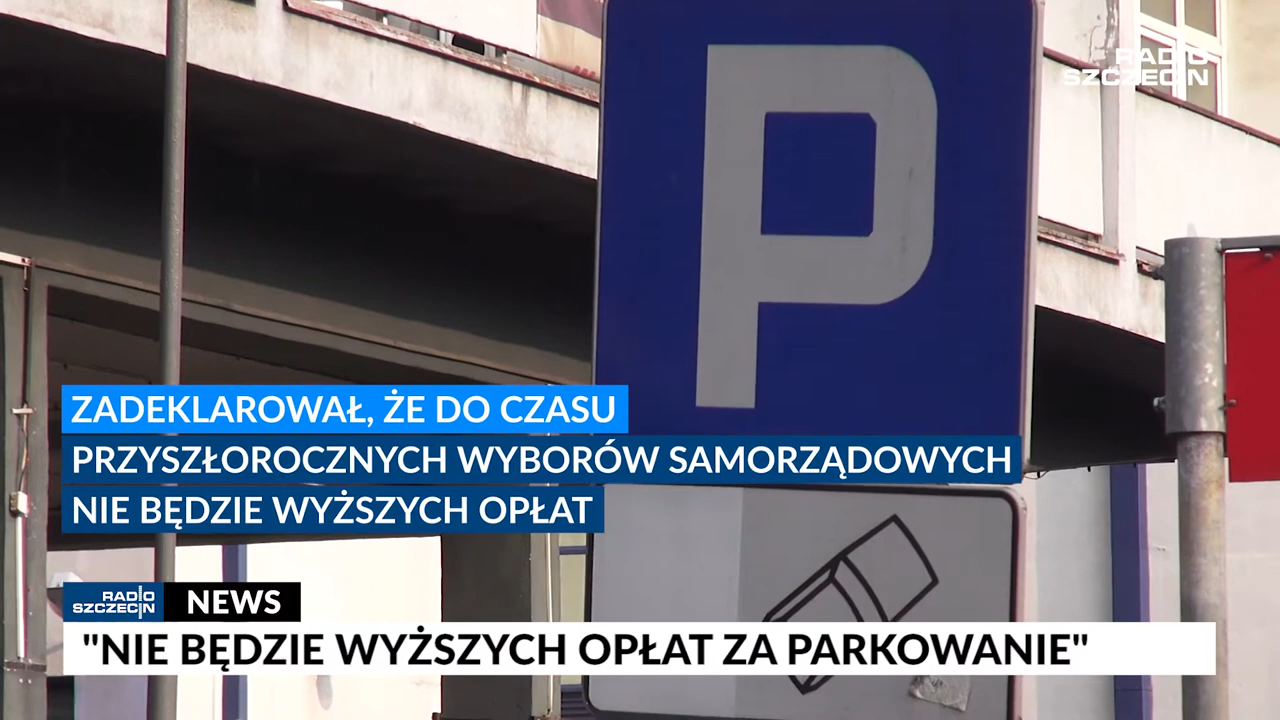 RADIO
SZCZECIN
P
ZADEKLAROWAŁ, ŻE DO CZASU
PRZYSZŁOROCZNYCH WYBORÓW SAMORZĄDOWYCH
NIE BĘDZIE WYŻSZYCH OPŁAT
RADIO
SZCZECIN
NEWS
"NIE BĘDZIE WYŻSZYCH OPŁAT ZA PARKOWANIE"